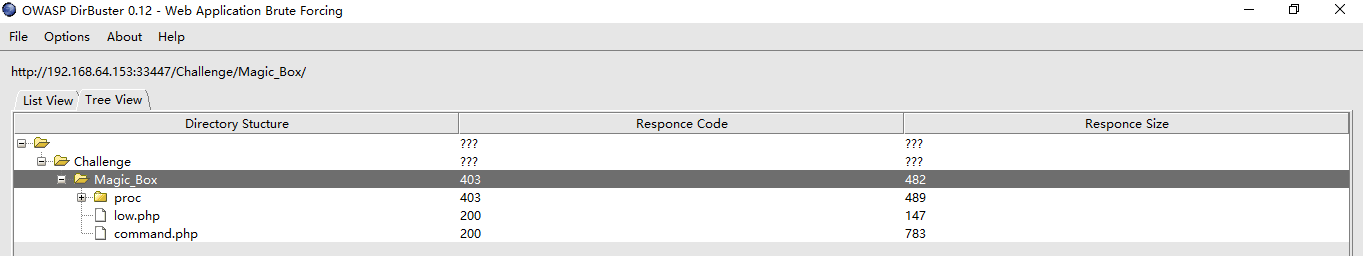 OWASP DirBuster 0.12 - Web Application Brute Forcing
File Options About Help
http://192.168.64.153:33447/Challenge/Magic_Box/
List View Tree View
Directory Stucture Responce Code Responce Size
??? ???
Challenge ??? ???
Magic_Box 403 482
proc 403 489
low.php 200 147
command.php 200 783